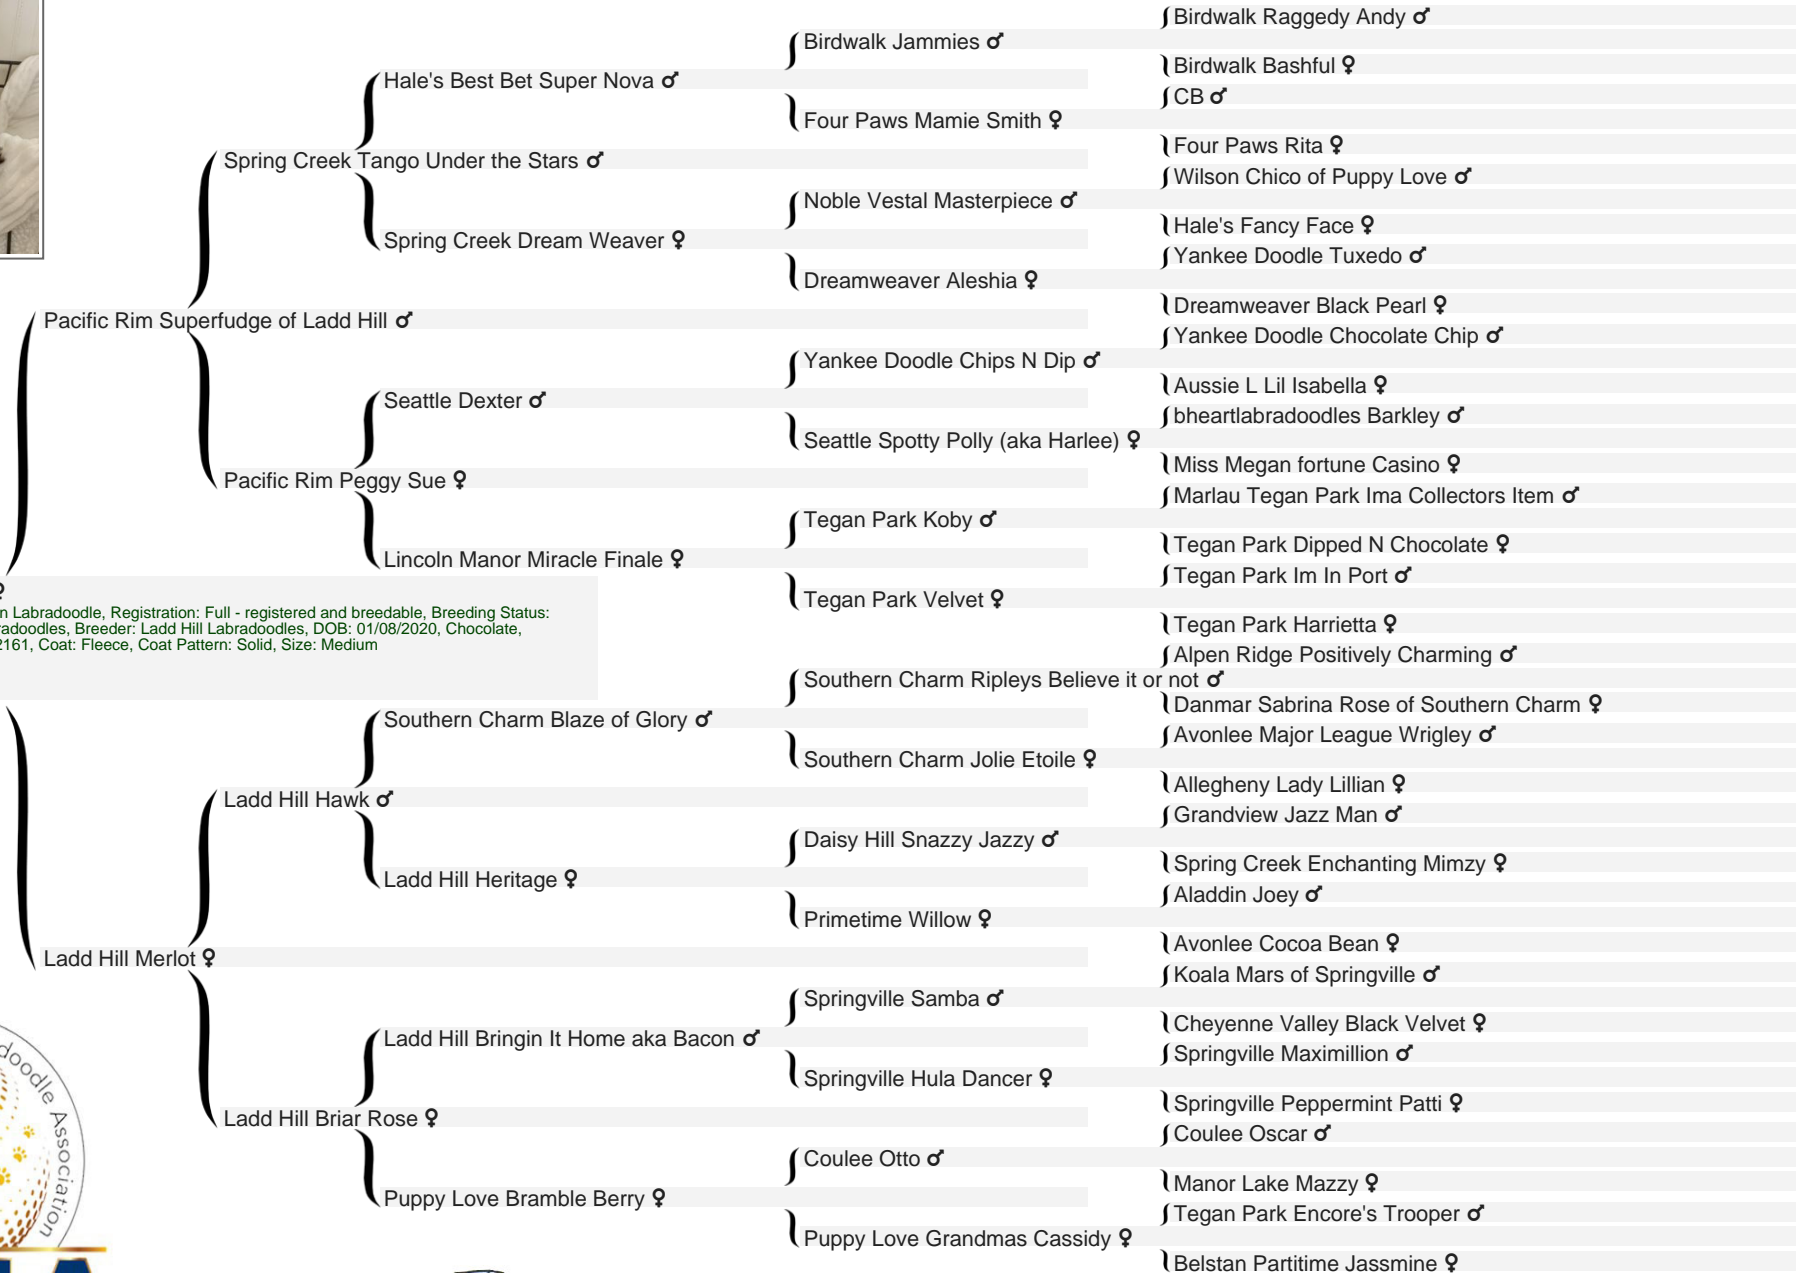 Birdwalk Raggedy Andy ♂
Birdwalk Jammies ♂
Birdwalk Bashful ♀
Hale's Best Bet Super Nova ♂
CB ♂
Four Paws Mamie Smith ♀
Four Paws Rita ♀
Spring Creek Tango Under the Stars ♂
Wilson Chico of Puppy Love ♂
Noble Vestal Masterpiece ♂
Hale's Fancy Face ♀
Spring Creek Dream Weaver ♀
Yankee Doodle Tuxedo ♂
Dreamweaver Aleshia ♀
Dreamweaver Black Pearl ♀
Pacific Rim Superfudge of Ladd Hill ♂
Yankee Doodle Chocolate Chip ♂
Yankee Doodle Chips N Dip ♂
Aussie L Lil Isabella ♀
Seattle Dexter ♂
bheartlabradoodles Barkley ♂
Seattle Spotty Polly (aka Harlee) ♀
Miss Megan fortune Casino ♀
Pacific Rim Peggy Sue ♀
Marlau Tegan Park Ima Collectors Item ♂
Tegan Park Koby ♂
Tegan Park Dipped N Chocolate ♀
Lincoln Manor Miracle Finale ♀
Tegan Park Im In Port ♂
Tegan Park Velvet ♀
Tegan Park Harrietta ♀
♀
n Labradoodle, Registration: Full - registered and breedable, Breeding Status:
radoodles, Breeder: Ladd Hill Labradoodles, DOB: 01/08/2020, Chocolate,
2161, Coat: Fleece, Coat Pattern: Solid, Size: Medium
Alpen Ridge Positively Charming ♂
Southern Charm Ripleys Believe it or not ♂
Danmar Sabrina Rose of Southern Charm ♀
Southern Charm Blaze of Glory ♂
Avonlee Major League Wrigley ♂
Southern Charm Jolie Etoile ♀
Allegheny Lady Lillian ♀
Ladd Hill Hawk ♂
Grandview Jazz Man ♂
Daisy Hill Snazzy Jazzy ♂
Spring Creek Enchanting Mimzy ♀
Ladd Hill Heritage ♀
Aladdin Joey ♂
Primetime Willow ♀
Avonlee Cocoa Bean ♀
Ladd Hill Merlot ♀
Koala Mars of Springville ♂
Springville Samba ♂
Cheyenne Valley Black Velvet ♀
Ladd Hill Bringin It Home aka Bacon ♂
Springville Maximillion ♂
Springville Hula Dancer ♀
Springville Peppermint Patti ♀
Ladd Hill Briar Rose ♀
Coulee Oscar ♂
Coulee Otto ♂
Manor Lake Mazzy ♀
Puppy Love Bramble Berry ♀
Tegan Park Encore's Trooper ♂
Puppy Love Grandmas Cassidy ♀
Belstan Partitime Jassmine ♀
doodle Association